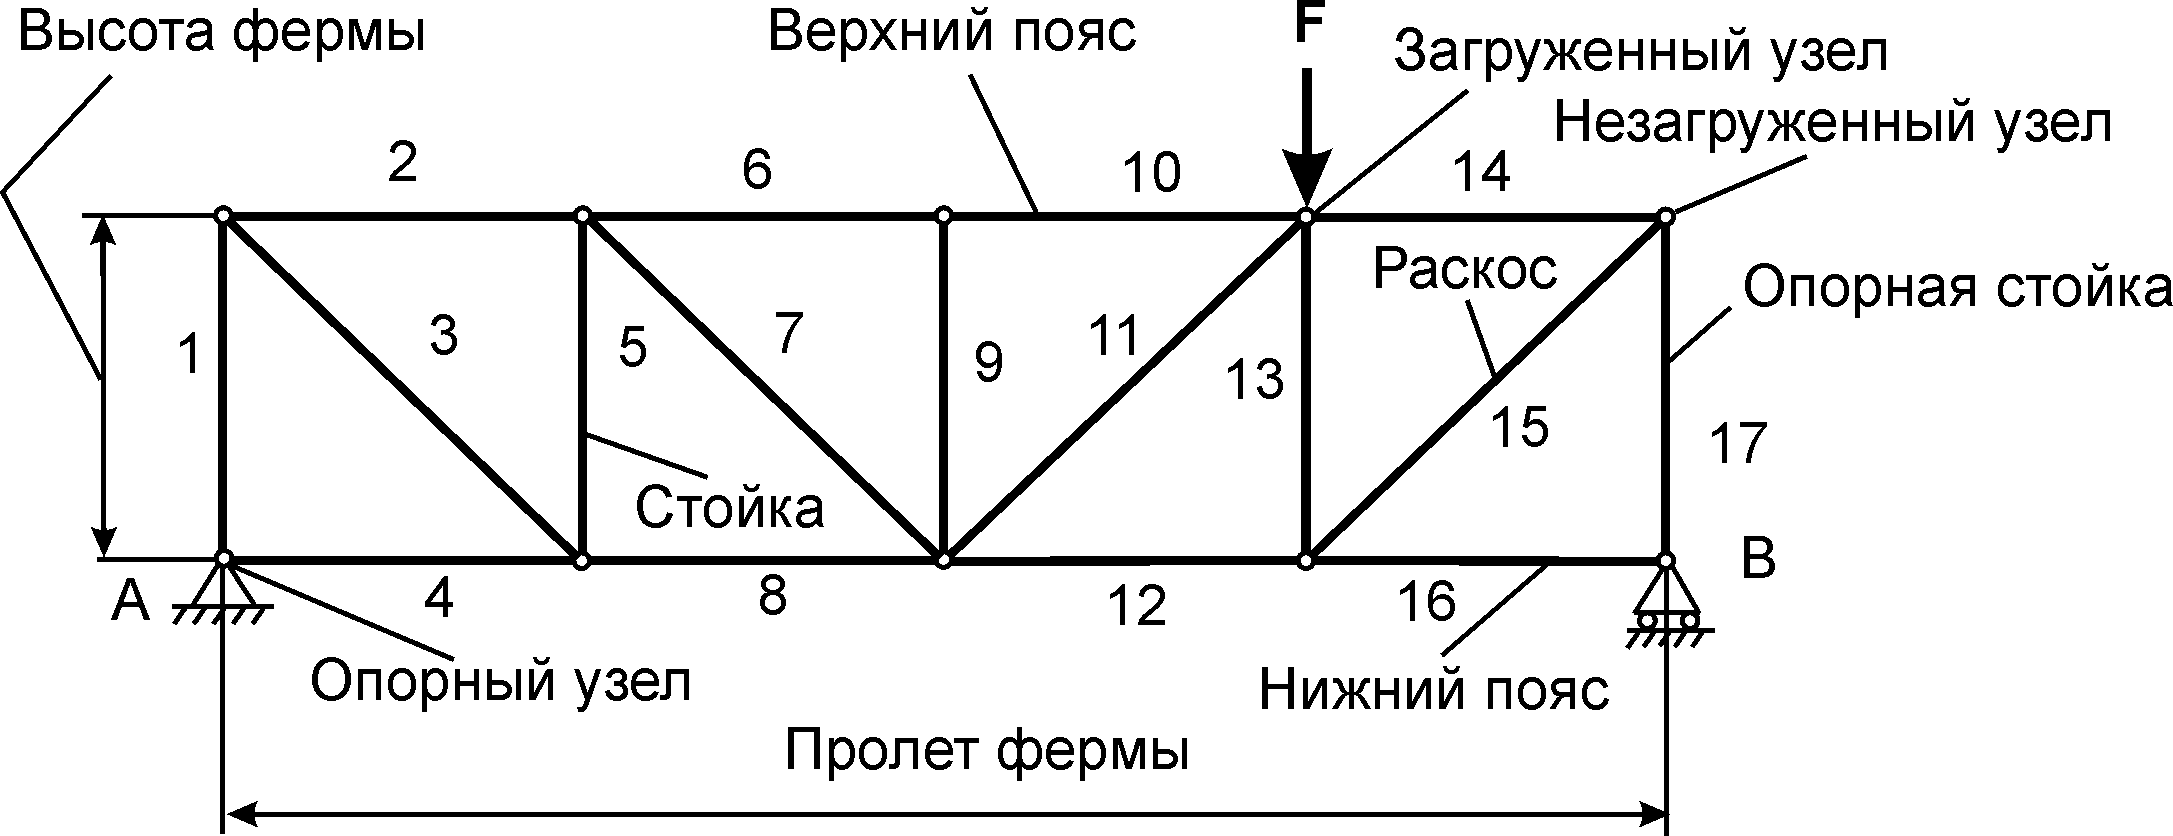 Высота фермы
Верхний пояс
F
Загруженный узел
Незагруженный узел
2
6
10
14
Раскос
Опорная стойка
1
3
5
7
9
11
13
15
17
Стойка
A
4
8
12
16
B
Опорный узел
Нижний пояс
Пролет фермы